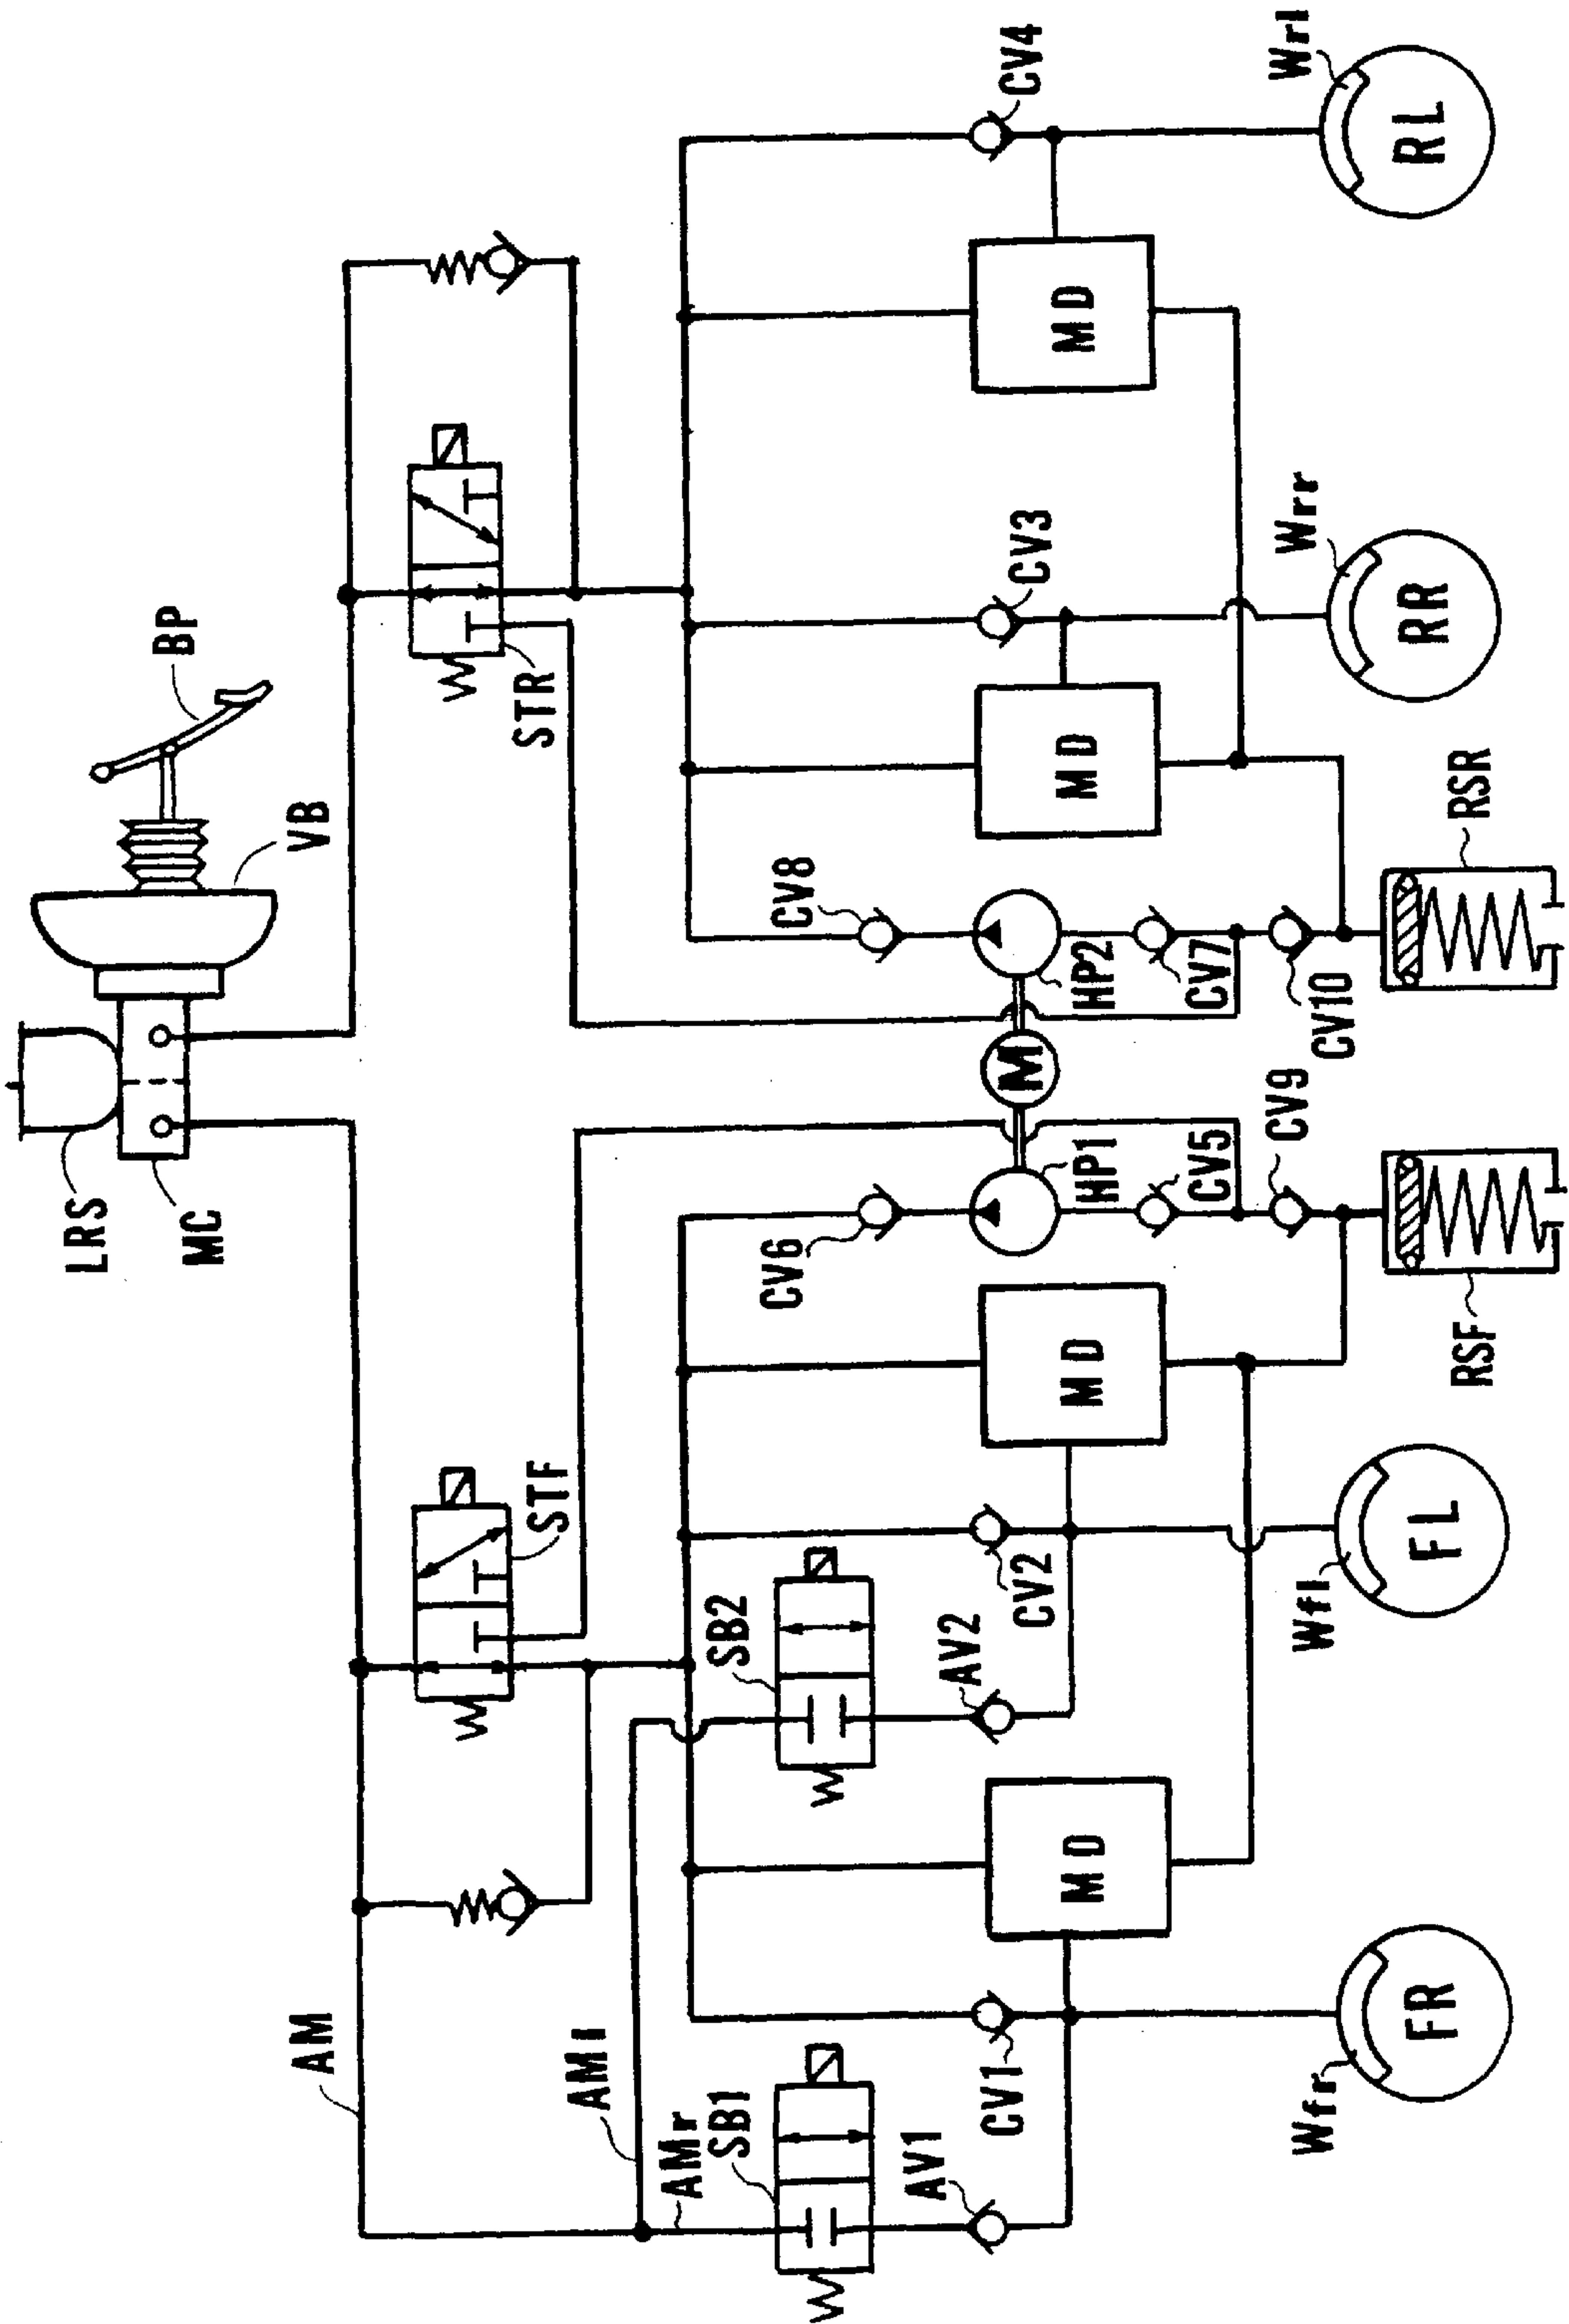 LRS
MC
VB
BP
AM
AMl
AMr
SB1
AV1
STF
SB2
AV2
STR
CV1
CV2
CV6
CV8
CV3
CV4
MD
MD
MD
MD
HP1
M
HP2
CV5
CV7
CV9
CV10
Wfr
FR
Wfl
FL
RSF
RSR
Wrr
RR
Wrl
RL